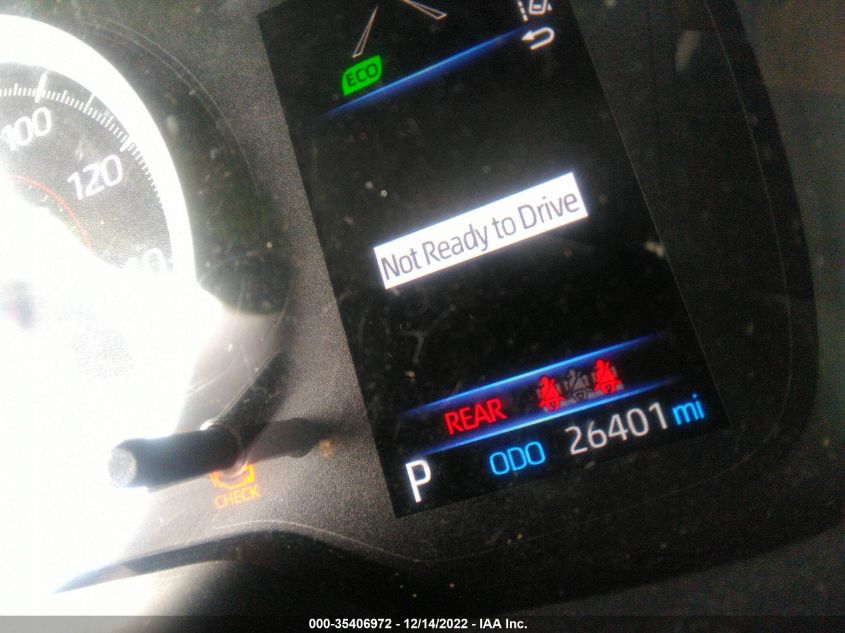 ECO
100
120
Not Ready to Drive
REAR
P ODO 26401 mi
CHECK
000-35406972 - 12/14/2022 - IAA Inc.